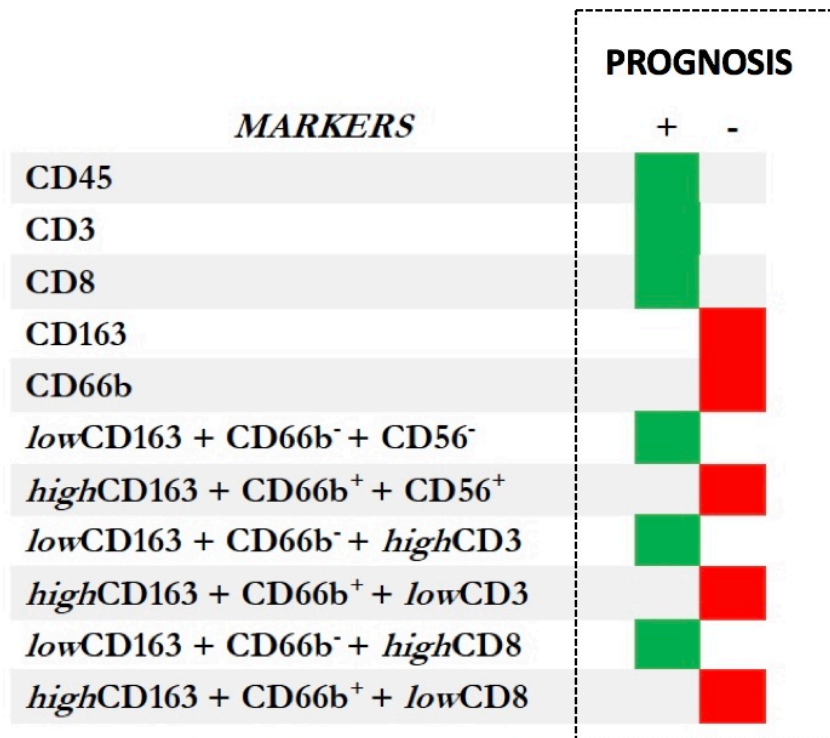 PROGNOSIS
MARKERS + -
CD45
CD3
CD8
CD163
CD66b
lowCD163 + CD66b⁻ + CD56⁻
highCD163 + CD66b⁺ + CD56⁺
lowCD163 + CD66b⁻ + highCD3
highCD163 + CD66b⁺ + lowCD3
lowCD163 + CD66b⁻ + highCD8
highCD163 + CD66b⁺ + lowCD8